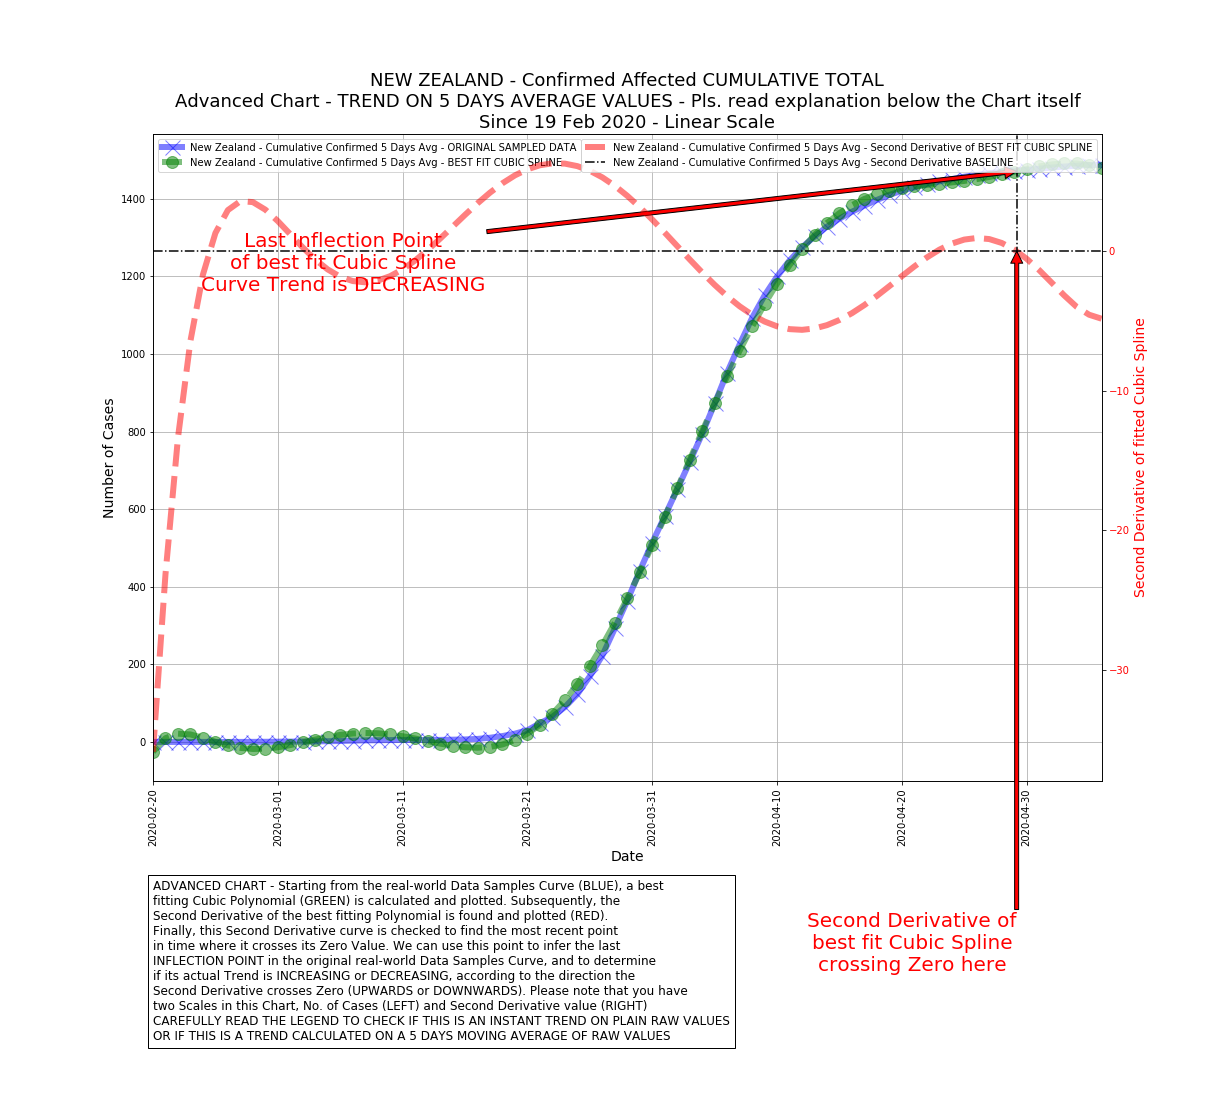 NEW ZEALAND - Confirmed Affected CUMULATIVE TOTAL
Advanced Chart - TREND ON 5 DAYS AVERAGE VALUES - Pls. read explanation below the Chart itself
Since 19 Feb 2020 - Linear Scale
New Zealand - Cumulative Confirmed 5 Days Avg - ORIGINAL SAMPLED DATA
New Zealand - Cumulative Confirmed 5 Days Avg - BEST FIT CUBIC SPLINE
New Zealand - Cumulative Confirmed 5 Days Avg - Second Derivative of BEST FIT CUBIC SPLINE
New Zealand - Cumulative Confirmed 5 Days Avg - Second Derivative BASELINE
Last Inflection Point
of best fit Cubic Spline
Curve Trend is DECREASING
Number of Cases
1400
1200
1000
800
600
400
200
0
0
−10
−20
−30
Second Derivative of fitted Cubic Spline
2020-02-20
2020-03-01
2020-03-11
2020-03-21
2020-03-31
2020-04-10
2020-04-20
2020-04-30
Date
Second Derivative of
best fit Cubic Spline
crossing Zero here
ADVANCED CHART - Starting from the real-world Data Samples Curve (BLUE), a best
fitting Cubic Polynomial (GREEN) is calculated and plotted. Subsequently, the
Second Derivative of the best fitting Polynomial is found and plotted (RED).
Finally, this Second Derivative curve is checked to find the most recent point
in time where it crosses its Zero Value. We can use this point to infer the last
INFLECTION POINT in the original real-world Data Samples Curve, and to determine
if its actual Trend is INCREASING or DECREASING, according to the direction the
Second Derivative crosses Zero (UPWARDS or DOWNWARDS). Please note that you have
two Scales in this Chart, No. of Cases (LEFT) and Second Derivative value (RIGHT)
CAREFULLY READ THE LEGEND TO CHECK IF THIS IS AN INSTANT TREND ON PLAIN RAW VALUES
OR IF THIS IS A TREND CALCULATED ON A 5 DAYS MOVING AVERAGE OF RAW VALUES